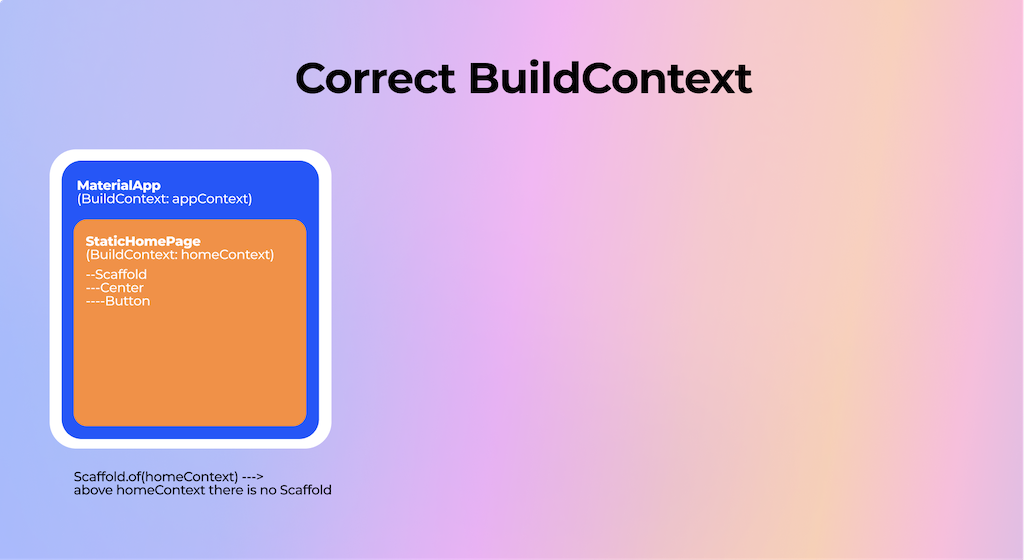 Correct BuildContext
MaterialApp
(BuildContext: appContext)
StaticHomePage
(BuildContext: homeContext)
--Scaffold
---Center
----Button
Scaffold.of(homeContext) --->
above homeContext there is no Scaffold